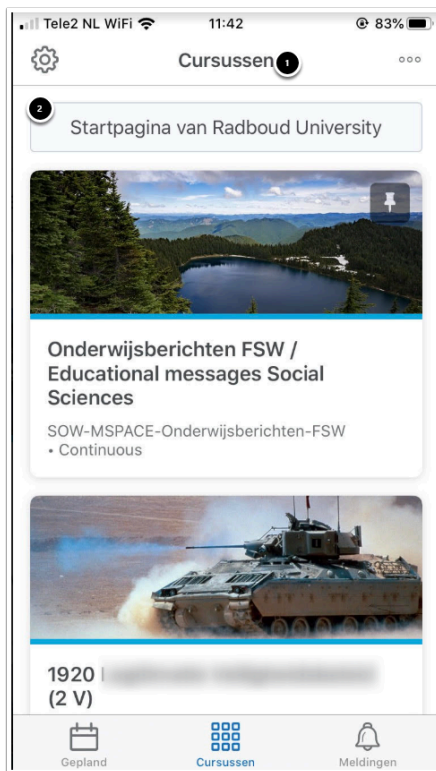 Tele2 NL WiFi 11:42 83%
Cursussen 1
2
Startpagina van Radboud University
Onderwijsberichten FSW /
Educational messages Social
Sciences
SOW-MSPACE-Onderwijsberichten-FSW
• Continuous
1920
(2 V)
Gepland Cursussen Meldingen